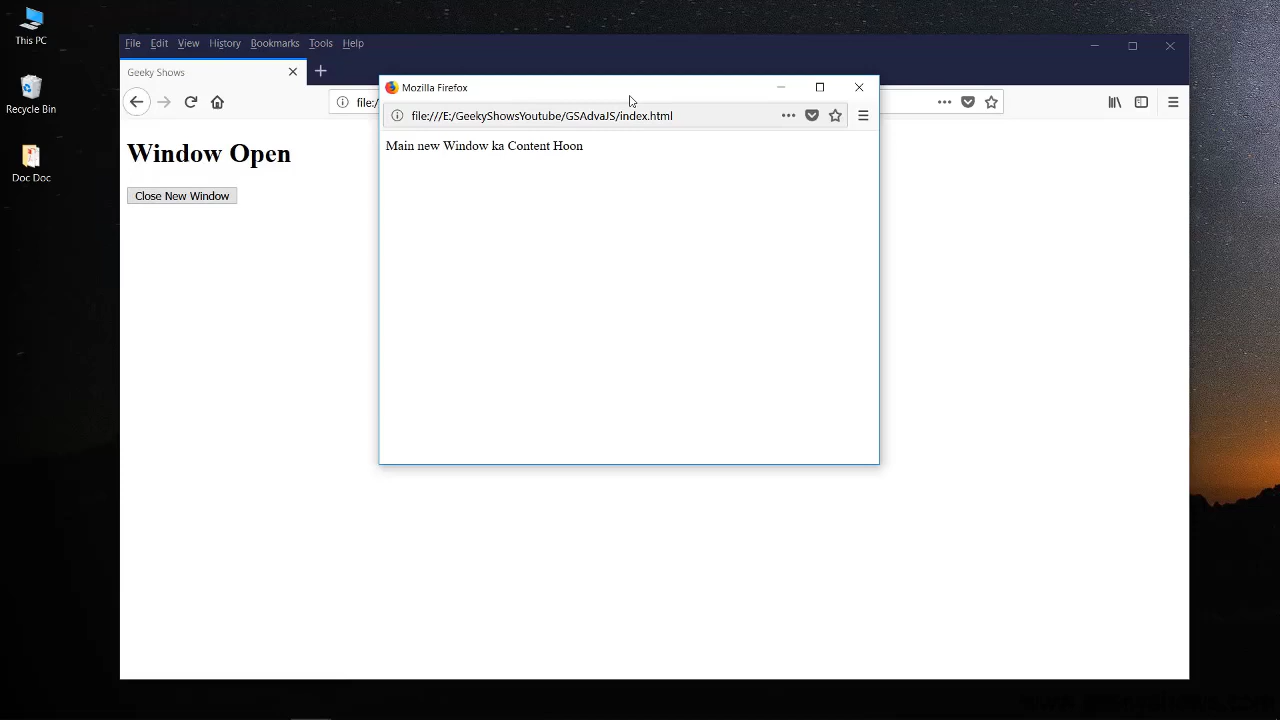 This PC
Recycle Bin
Doc Doc
File Edit View History Bookmarks Tools Help
Geeky Shows
file:/
Window Open
Close New Window
Mozilla Firefox
file:///E:/GeekyShowsYoutube/GSAdvaJS/index.html
Main new Window ka Content Hoon